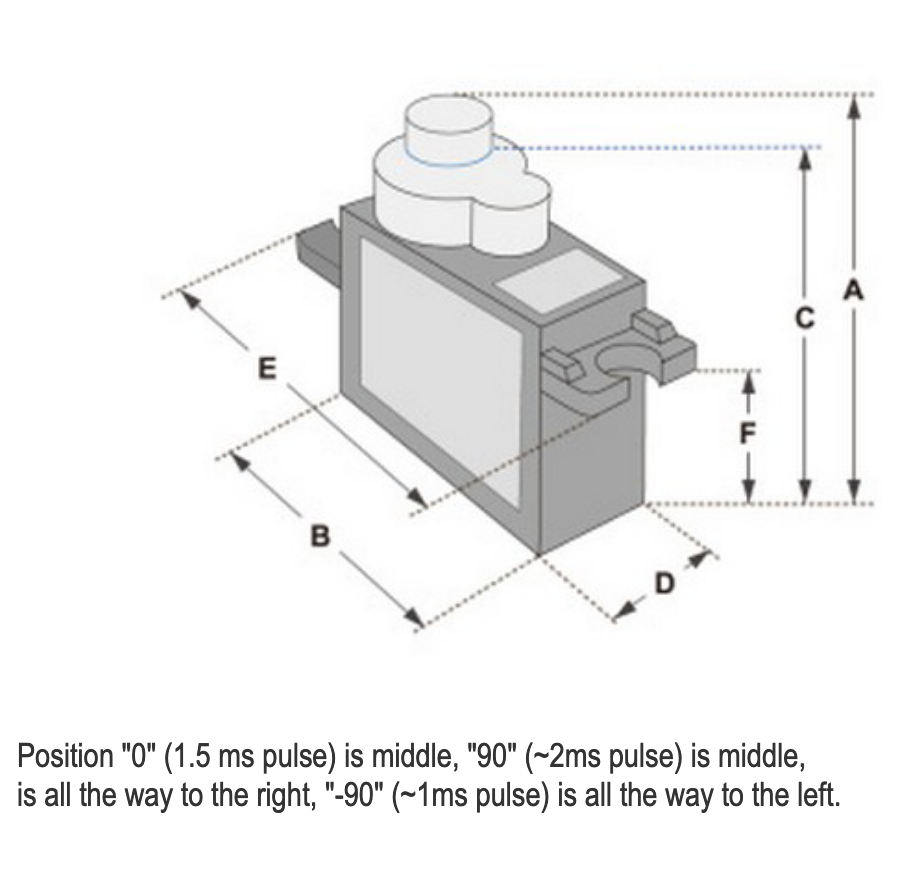 A
C
E
F
B
D
Position "0" (1.5 ms pulse) is middle, "90" (~2ms pulse) is middle,
is all the way to the right, "-90" (~1ms pulse) is all the way to the left.